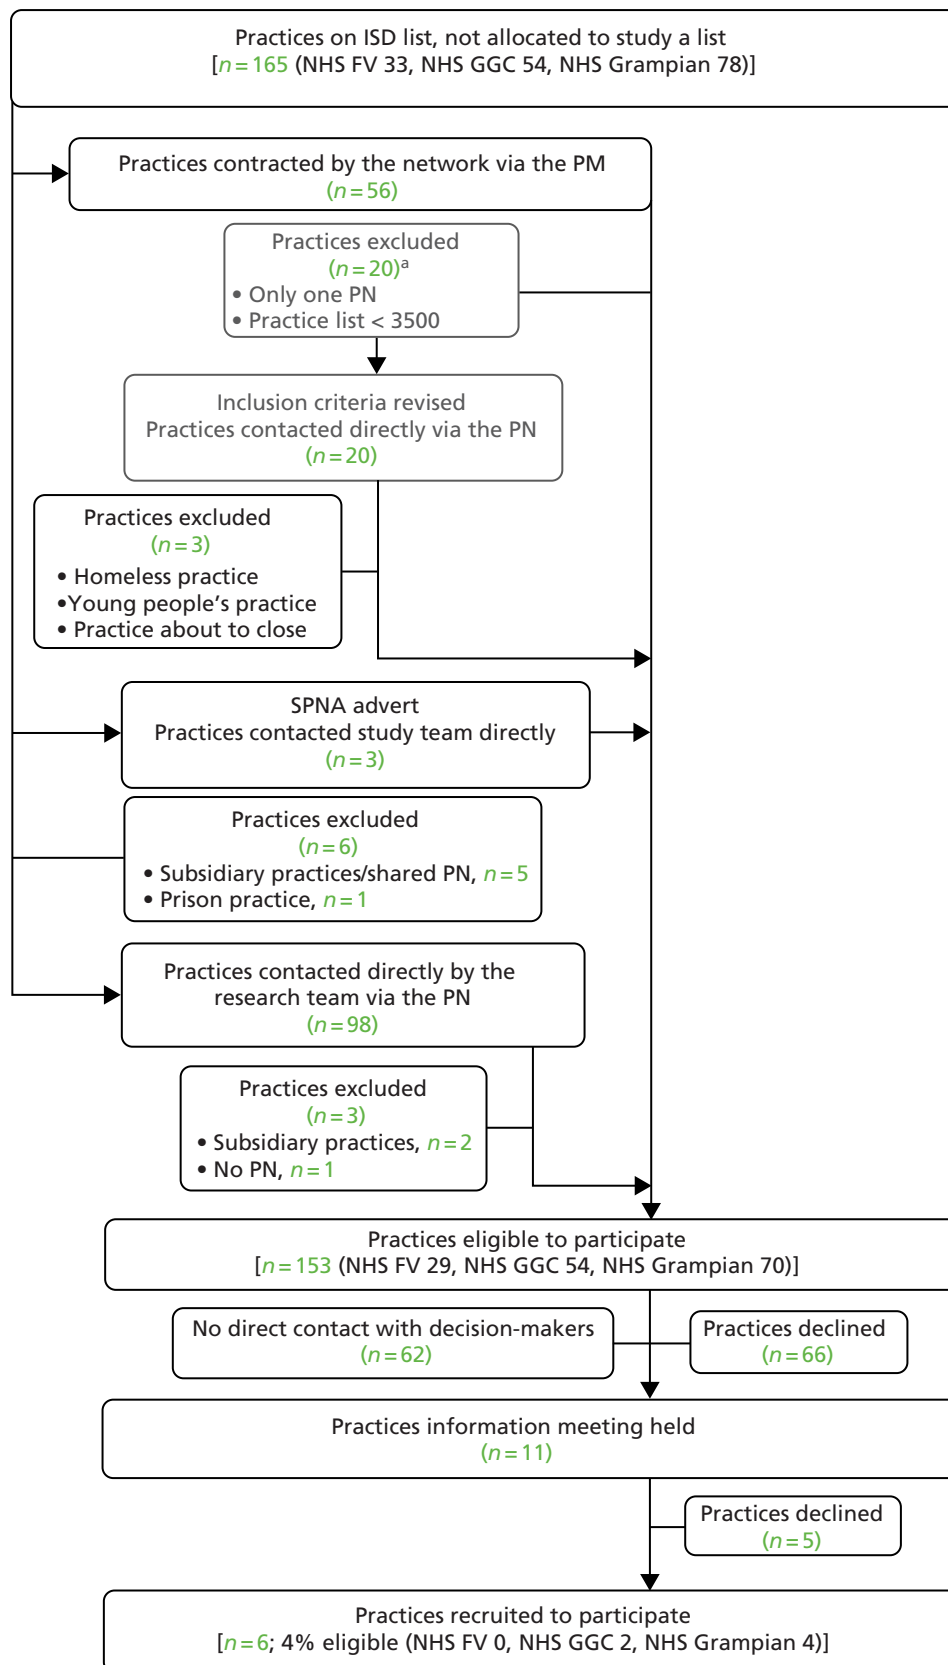 Practices on ISD list, not allocated to study a list
[n=165 (NHS FV 33, NHS GGC 54, NHS Grampian 78)]
Practices contracted by the network via the PM
(n=56)
Practices excluded
(n=20)a
• Only one PN
• Practice list < 3500
Inclusion criteria revised
Practices contacted directly via the PN
(n=20)
Practices excluded
(n=3)
• Homeless practice
•Young people's practice
• Practice about to close
SPNA advert
Practices contacted study team directly
(n=3)
Practices excluded
(n=6)
• Subsidiary practices/shared PN, n=5
• Prison practice, n=1
Practices contacted directly by the
research team via the PN
(n=98)
Practices excluded
(n=3)
• Subsidiary practices, n=2
• No PN, n=1
Practices eligible to participate
[n=153 (NHS FV 29, NHS GGC 54, NHS Grampian 70)]
No direct contact with decision-makers
(n=62)
Practices declined
(n=66)
Practices information meeting held
(n=11)
Practices declined
(n=5)
Practices recruited to participate
[n=6; 4% eligible (NHS FV 0, NHS GGC 2, NHS Grampian 4)]